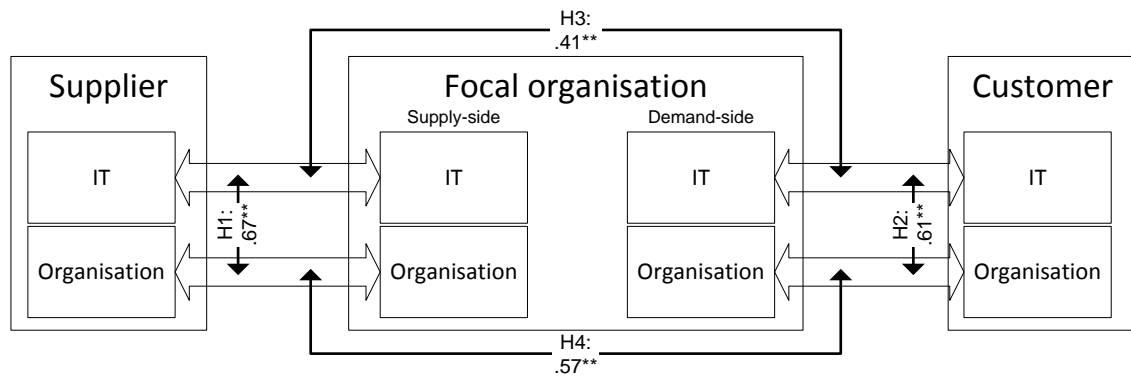 H3:
.41**
Supplier
Focal organisation
Customer
Supply-side
Demand-side
IT
IT
IT
IT
H1:
.67**
H2:
.61**
Organisation
Organisation
Organisation
Organisation
H4:
.57**